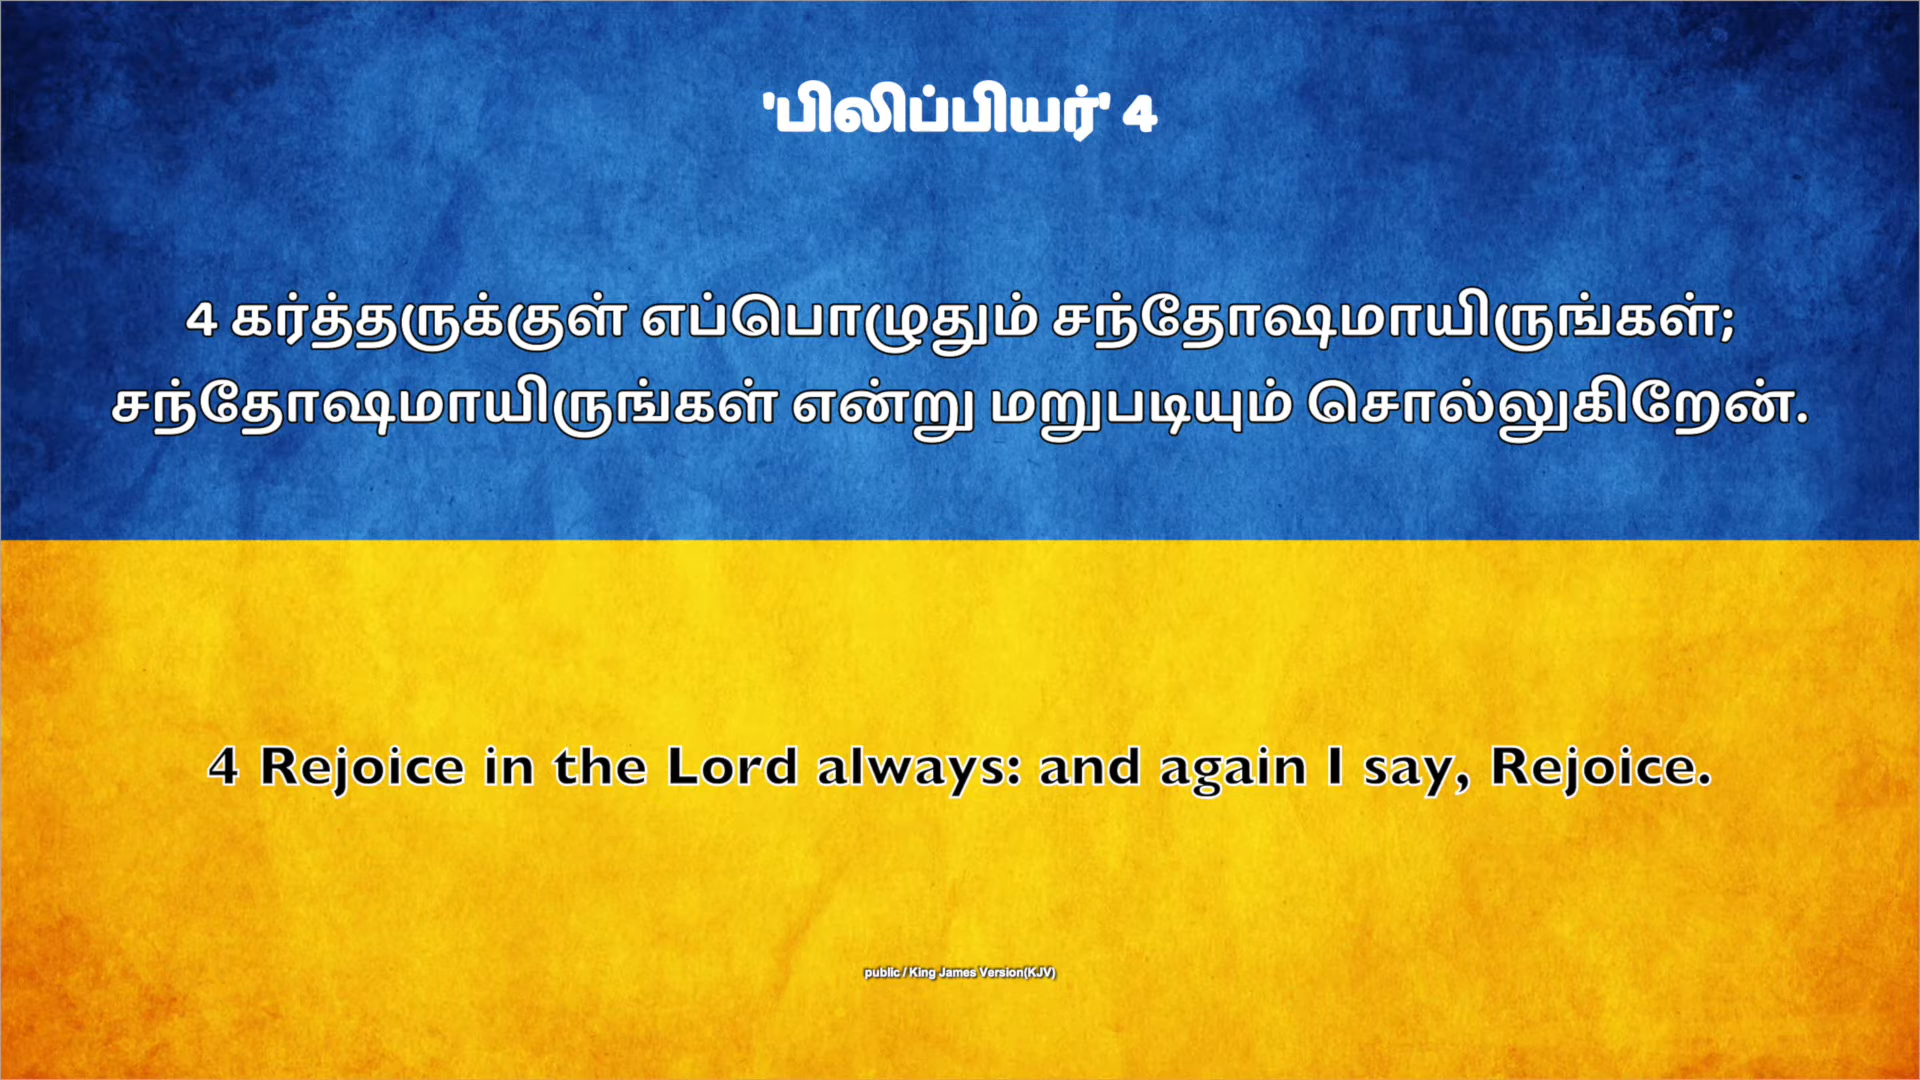 'பிலிப்பியர்' 4
4 கர்த்தருக்குள் எப்பொழுதும் சந்தோஷமாயிருங்கள்;
சந்தோஷமாயிருங்கள் என்று மறுபடியும் சொல்லுகிறேன்.
4 Rejoice in the Lord always: and again I say, Rejoice.
public / King James Version(KJV)